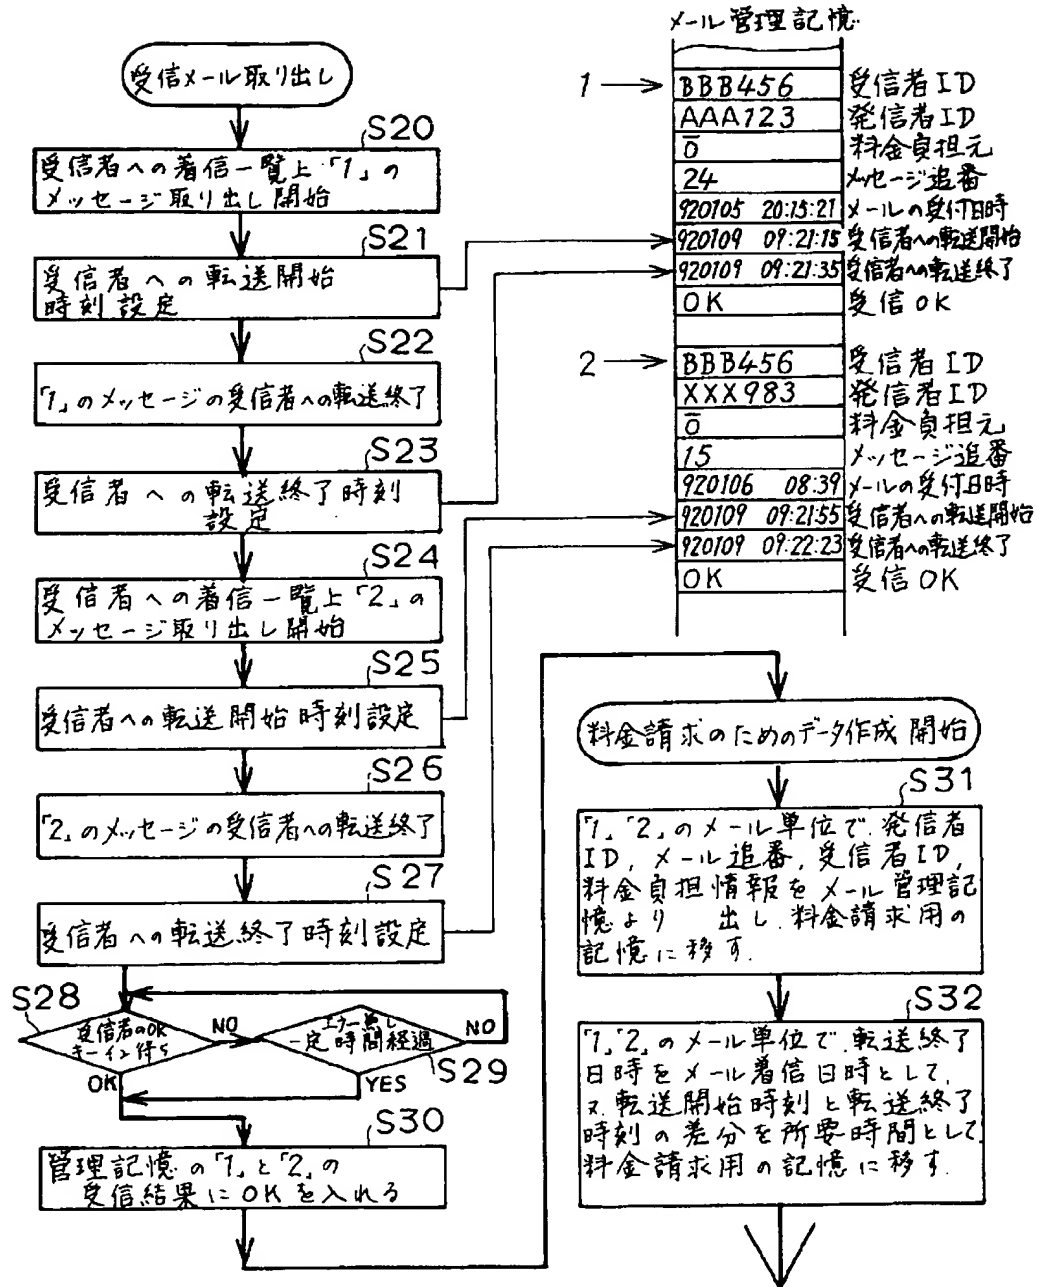 受信メール取り出し
S20
受信者への着信一覧上「1」の
メッセージ取り出し開始
S21
受信者への転送開始
時刻設定
S22
「1」のメッセージの受信者への転送終了
S23
受信者への転送終了時刻
設定
S24
受信者への着信一覧上「2」の
メッセージ取り出し開始
S25
受信者への転送開始時刻設定
S26
「2」のメッセージの受信者への転送終了
S27
受信者への転送終了時刻設定
S28
受信者のOK
キーイン待ち
NO
OK
エラー無し
一定時間経過
NO
S29
YES
S30
管理記憶の「1」と「2」の
受信結果にOKを入れる
メール管理記憶
1 BBB456 受信者ID
AAA123 発信者ID
0 料金負担元
24 メッセージ追番
920105 20:15:21 メールの受付日時
920109 09:21:15 受信者への転送開始
920109 09:21:35 受信者への転送終了
OK 受信OK
2 BBB456 受信者ID
XXX983 発信者ID
0 料金負担元
15 メッセージ追番
920106 08:39 メールの受付日時
920109 09:21:55 受信者への転送開始
920109 09:22:23 受信者への転送終了
OK 受信OK
料金請求のためのデータ作成開始
S31
「1」「2」のメール単位で、発信者
ID，メール追番，受信者ID，
料金負担情報をメール管理記
憶より 出し、料金請求用の
記憶に移す．
S32
「1」「2」のメール単位で、転送終了
日時をメール着信日時として、
又、転送開始時刻と転送終了
時刻の差分を所要時間として、
料金請求用の記憶に移す．